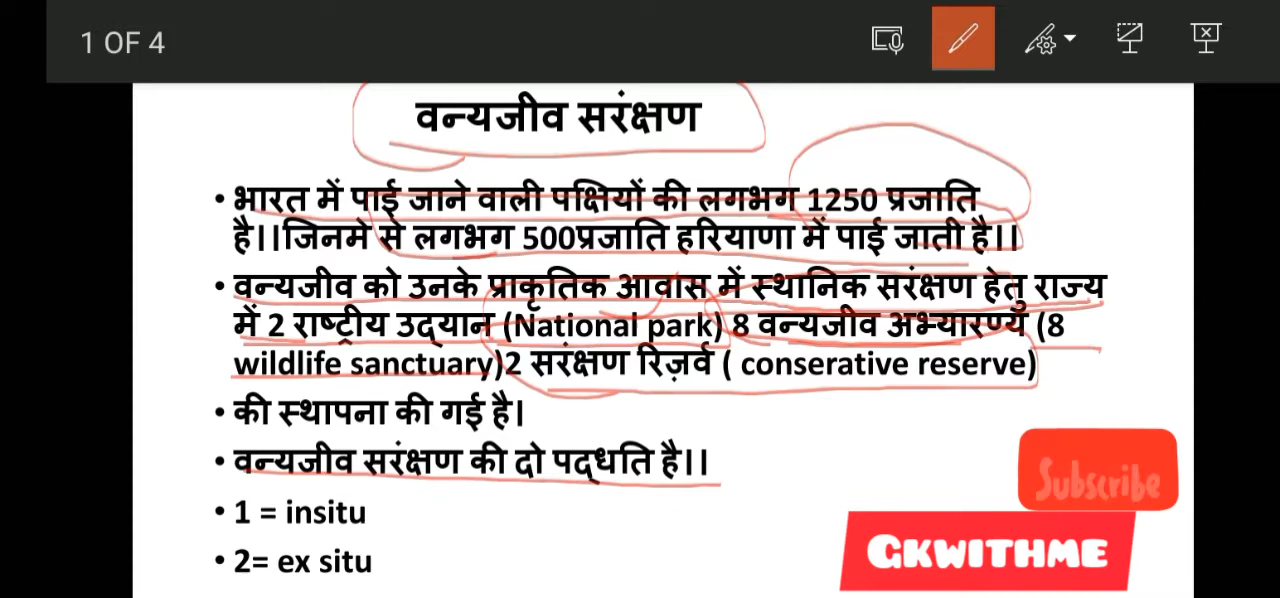 1 OF 4
वन्यजीव सरंक्षण
• भारत में पाई जाने वाली पक्षियों की लगभग 1250 प्रजाति
है।।जिनमे से लगभग 500प्रजाति हरियाणा में पाई जाती है।।
• वन्यजीव को उनके प्राकृतिक आवास में स्थानिक सरंक्षण हेतु राज्य
में 2 राष्ट्रीय उद्यान (National park) 8 वन्यजीव अभ्यारण्य (8
wildlife sanctuary)2 सरंक्षण रिज़र्व ( conserative reserve)
• की स्थापना की गई है।
• वन्यजीव सरंक्षण की दो पद्धति है।।
• 1 = insitu
• 2= ex situ
Subscribe
GKWITHME